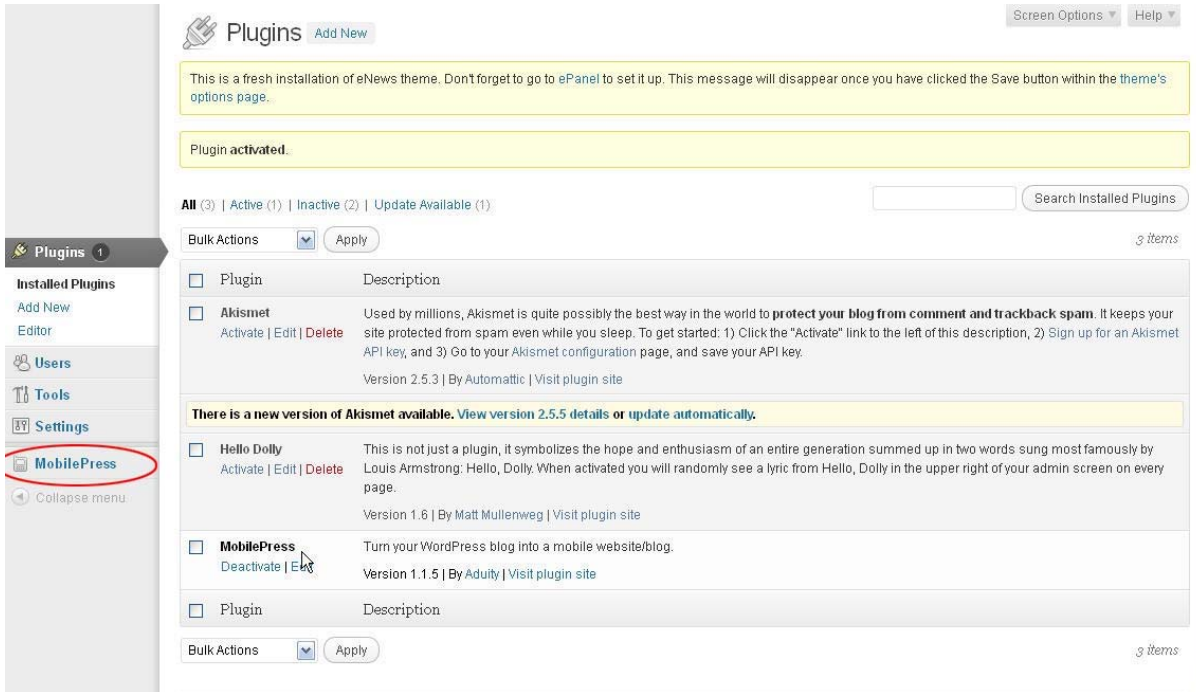 Screen Options Help
Plugins Add New
This is a fresh installation of eNews theme. Don't forget to go to ePanel to set it up. This message will disappear once you have clicked the Save button within the theme's
options page.
Plugin activated.
All (3) | Active (1) | Inactive (2) | Update Available (1)
Search Installed Plugins
Bulk Actions Apply
3 items
Plugins 1
Installed Plugins
Add New
Editor
Users
Tools
Settings
MobilePress
Collapse menu
Plugin Description
Akismet
Activate | Edit | Delete
Used by millions, Akismet is quite possibly the best way in the world to protect your blog from comment and trackback spam. It keeps your
site protected from spam even while you sleep. To get started: 1) Click the "Activate" link to the left of this description, 2) Sign up for an Akismet
API key, and 3) Go to your Akismet configuration page, and save your API key.
Version 2.5.3 | By Automattic | Visit plugin site
There is a new version of Akismet available. View version 2.5.5 details or update automatically.
Hello Dolly
Activate | Edit | Delete
This is not just a plugin, it symbolizes the hope and enthusiasm of an entire generation summed up in two words sung most famously by
Louis Armstrong: Hello, Dolly. When activated you will randomly see a lyric from Hello, Dolly in the upper right of your admin screen on every
page.
Version 1.6 | By Matt Mullenweg | Visit plugin site
MobilePress
Deactivate | Edit
Turn your WordPress blog into a mobile website/blog.
Version 1.1.5 | By Aduity | Visit plugin site
Plugin Description
Bulk Actions Apply
3 items